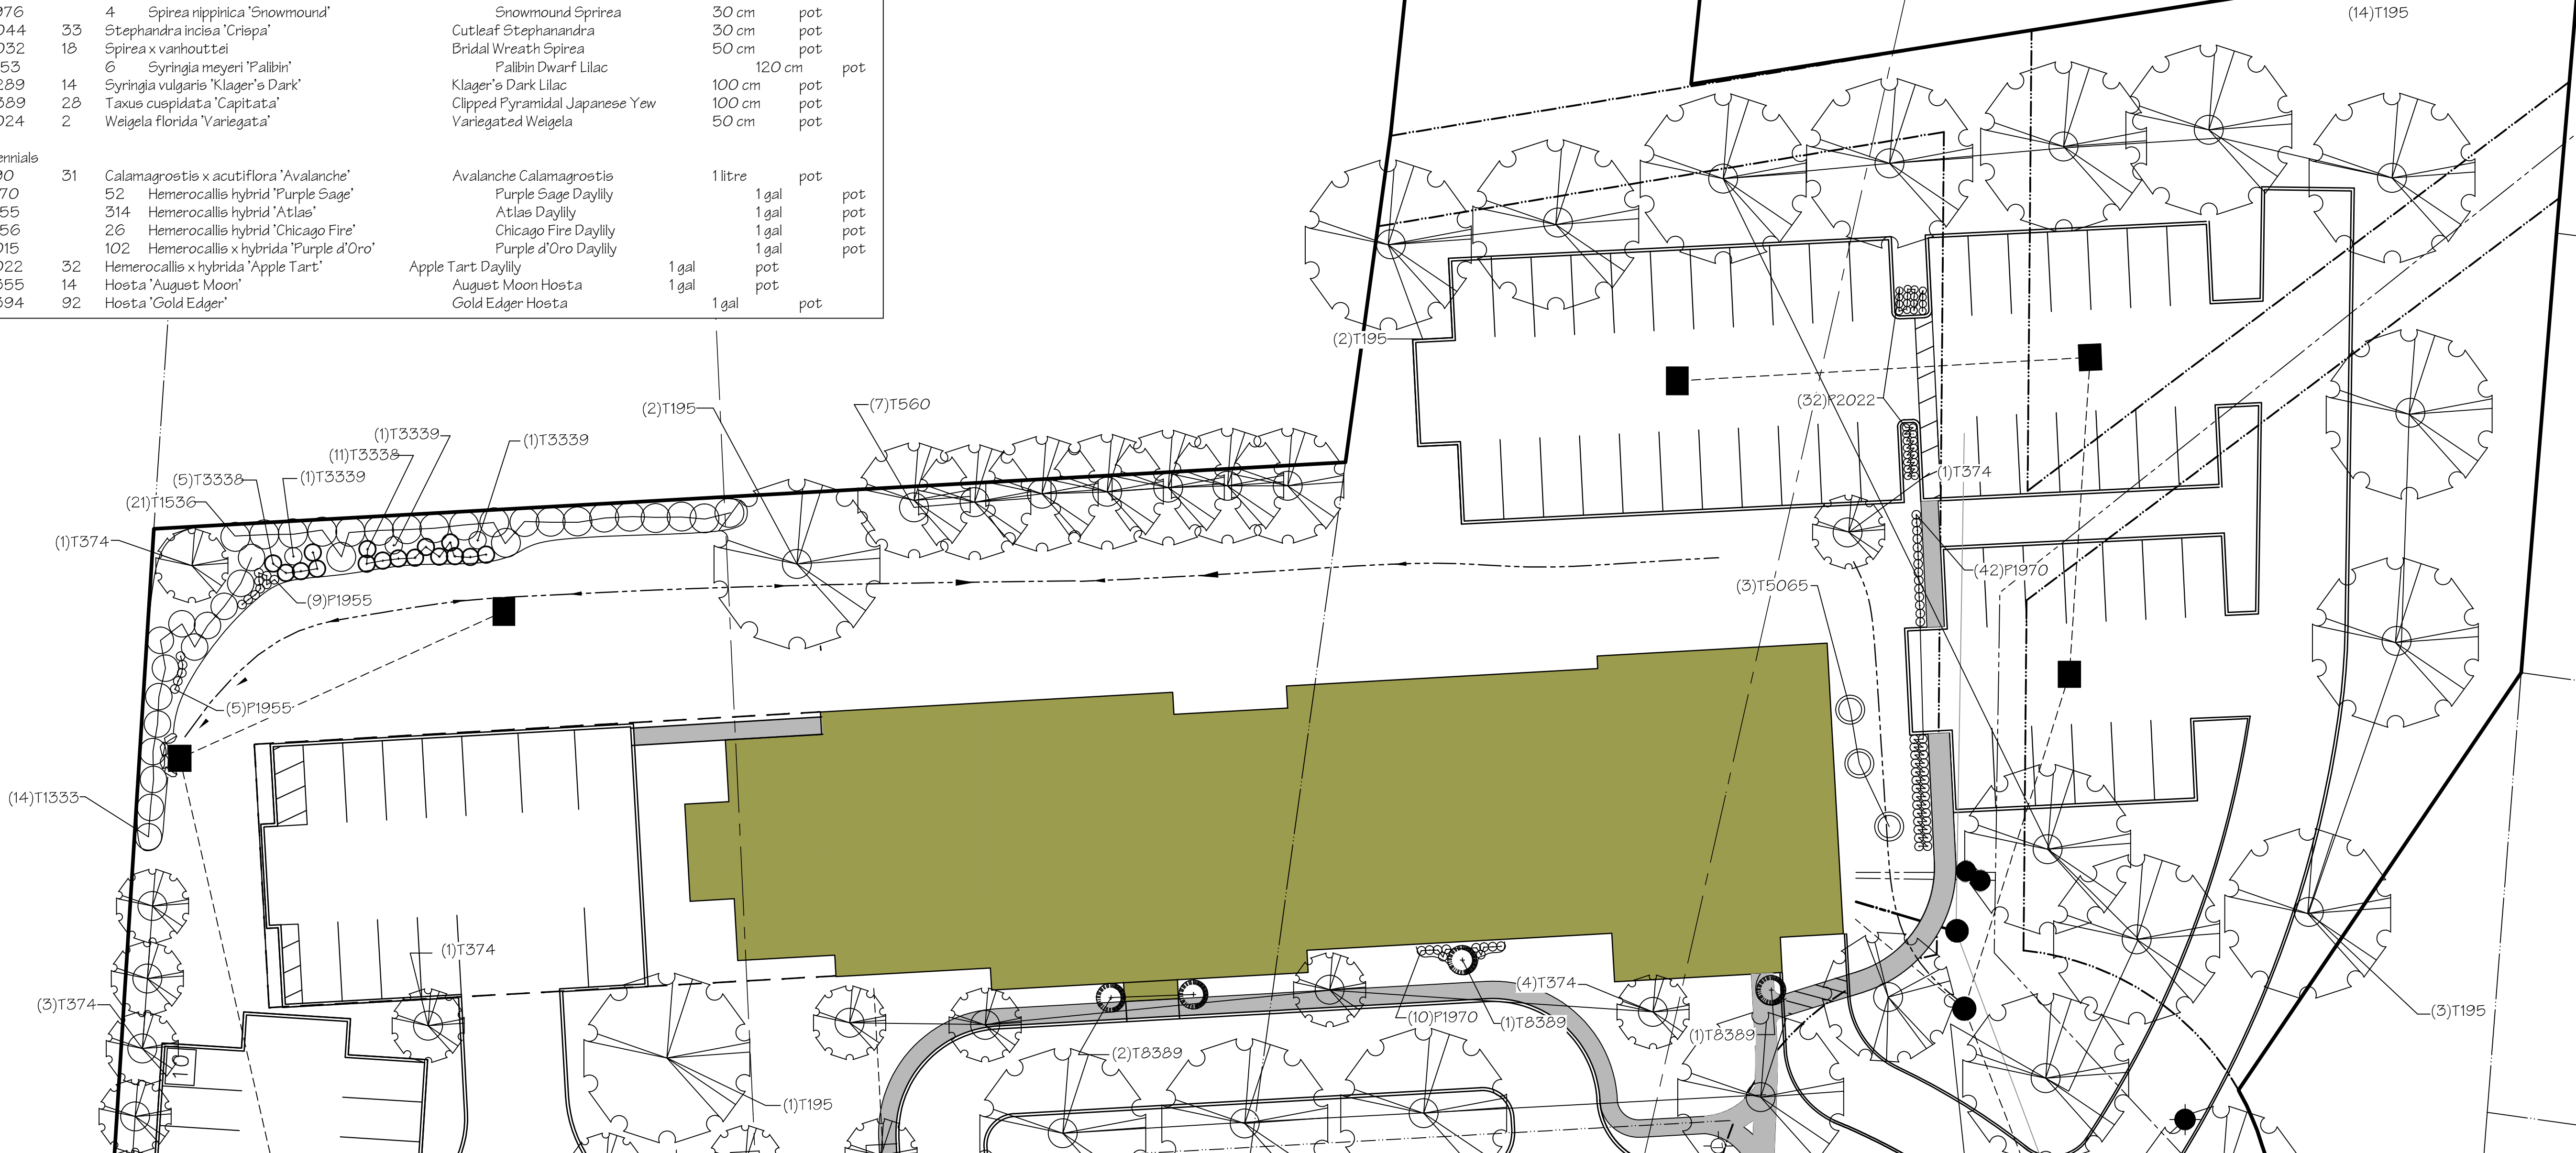 976 4 Spirea nippinica 'Snowmound' Snowmound Sprirea 30 cm pot
044 33 Stephandra incisa 'Crispa' Cutleaf Stephanandra 30 cm pot
032 18 Spirea x vanhouttei Bridal Wreath Spirea 50 cm pot
53 6 Syringia meyeri 'Palibin' Palibin Dwarf Lilac 120 cm pot
289 14 Syringia vulgaris 'Klager's Dark' Klager's Dark Lilac 100 cm pot
389 28 Taxus cuspidata 'Capitata' Clipped Pyramidal Japanese Yew 100 cm pot
024 2 Weigela florida 'Variegata' Variegated Weigela 50 cm pot
ennials
90 31 Calamagrostis x acutiflora 'Avalanche' Avalanche Calamagrostis 1 litre pot
70 52 Hemerocallis hybrid 'Purple Sage' Purple Sage Daylily 1 gal pot
55 314 Hemerocallis hybrid 'Atlas' Atlas Daylily 1 gal pot
56 26 Hemerocallis hybrid 'Chicago Fire' Chicago Fire Daylily 1 gal pot
015 102 Hemerocallis x hybrida 'Purple d'Oro' Purple d'Oro Daylily 1 gal pot
022 32 Hemerocallis x hybrida 'Apple Tart' Apple Tart Daylily 1 gal pot
355 14 Hosta 'August Moon' August Moon Hosta 1 gal pot
394 92 Hosta 'Gold Edger' Gold Edger Hosta 1 gal pot
(14)T195
(2)T195
(32)P2022
(2)T195
(7)T560
(1)T3339
(1)T3339
(11)T3338
(1)T374
(5)T3338
(1)T3339
(21)T1536
(1)T374
(42)P1970
(3)T5065
(9)P1955
(5)P1955
(14)T1333
(1)T374
(4)T374
(3)T374
(10)P1970
(1)T8389
(3)T195
(1)T8389
(2)T8389
10
(1)T195